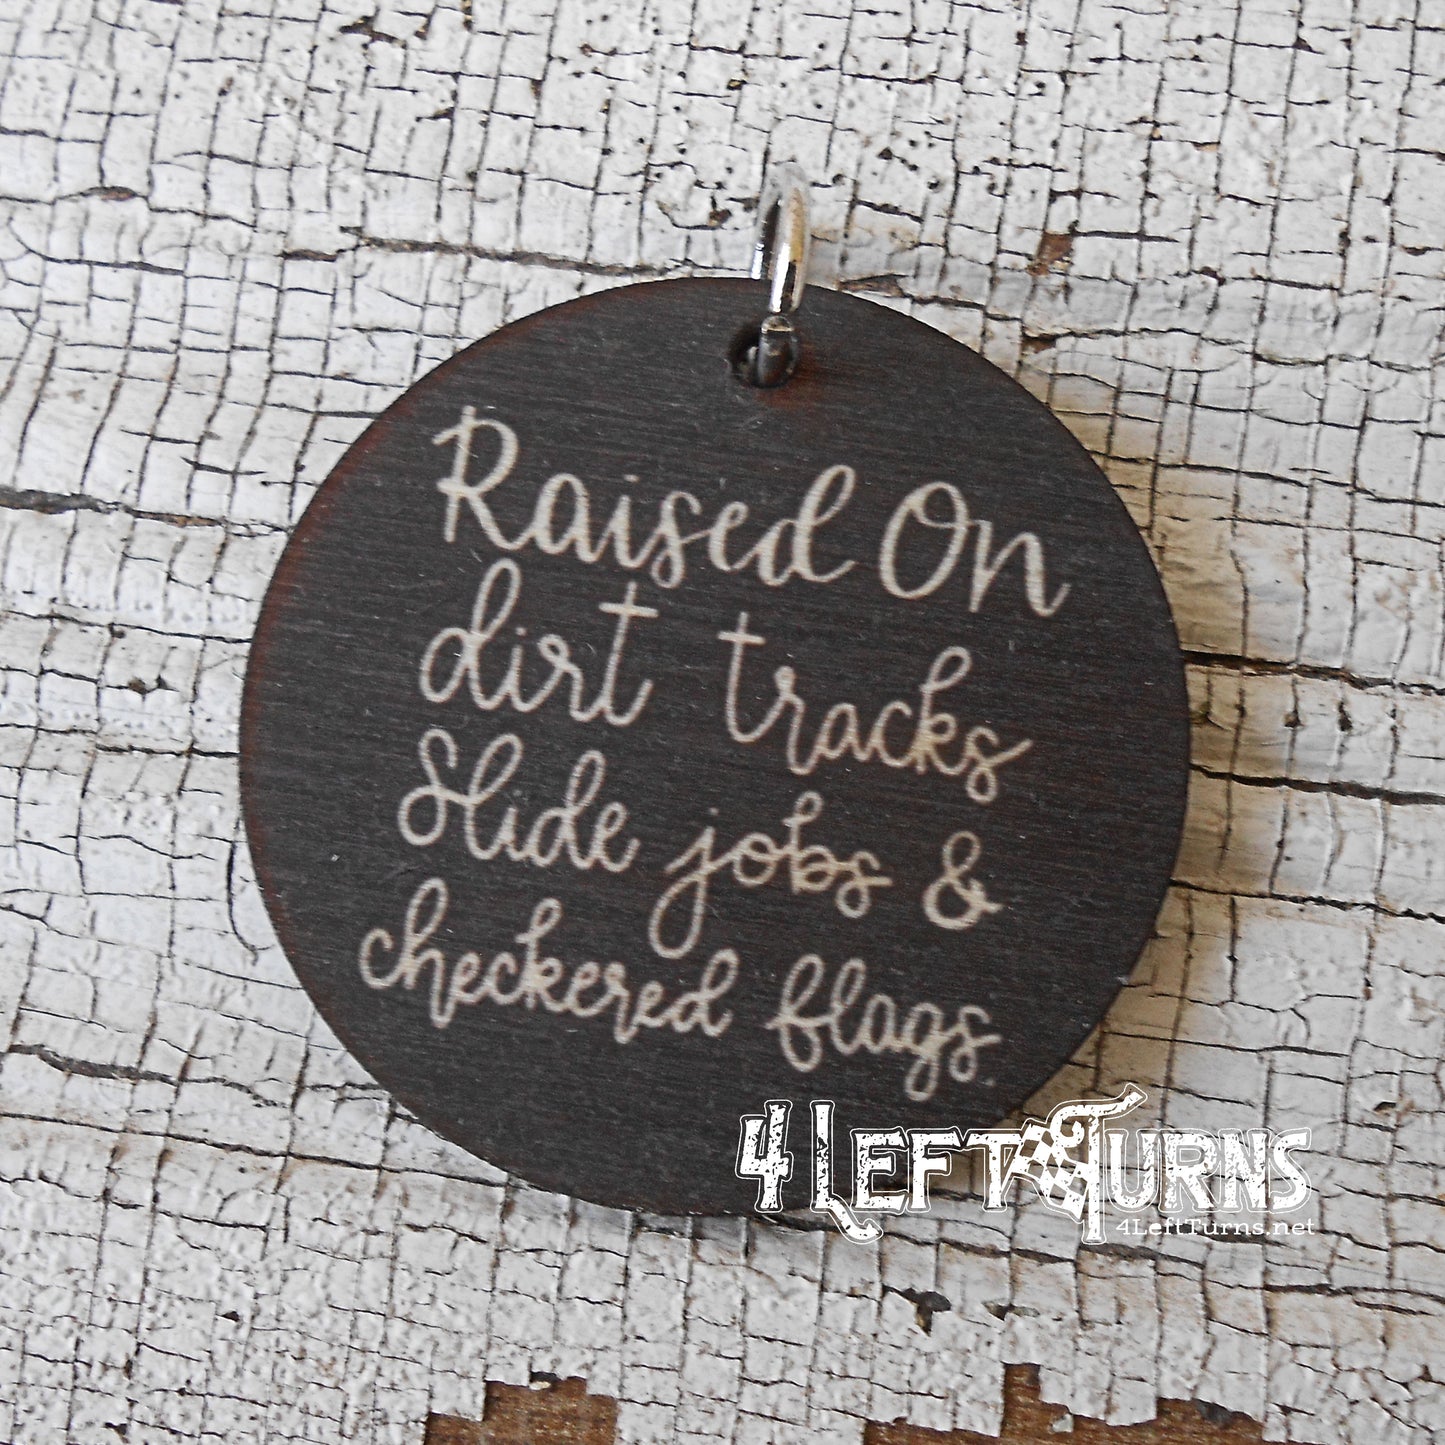 Raised On
dirt tracks
Slide jobs &
checkered flags
4 Left Turns
4LeftTurns.net